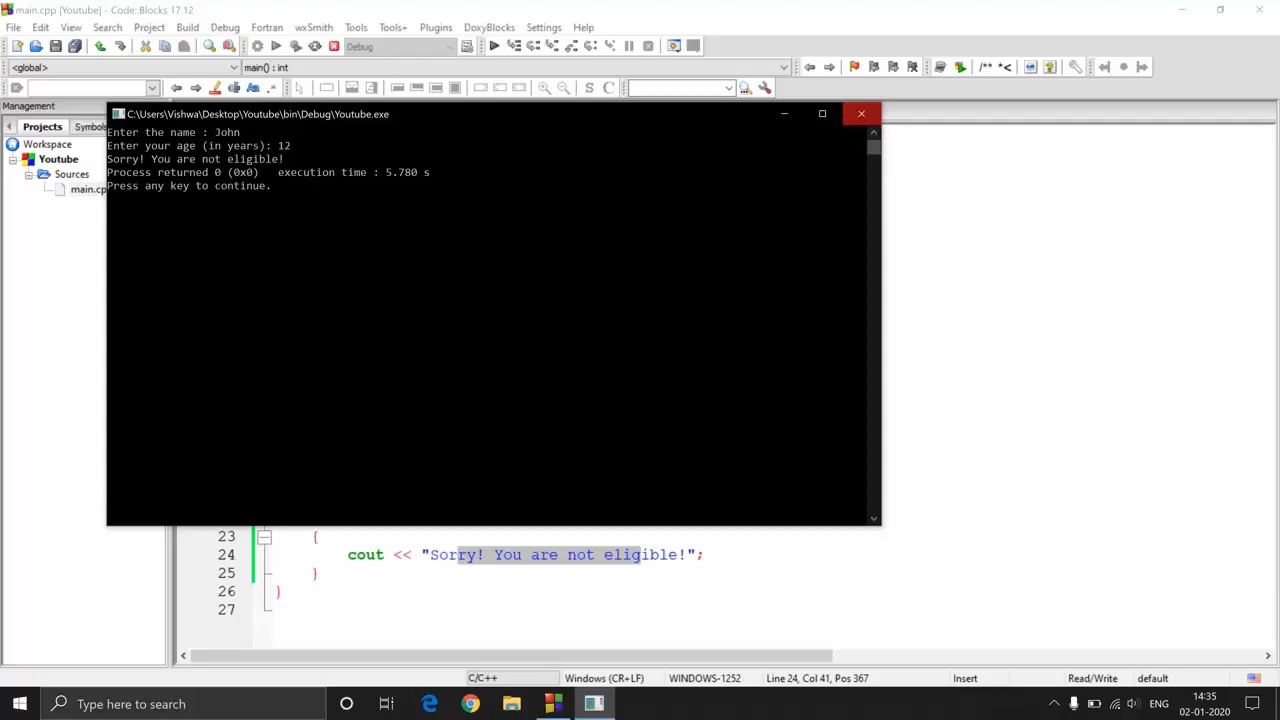 main.cpp [Youtube] - Code::Blocks 17.12
File Edit View Search Project Build Debug Fortran wxSmith Tools Tools+ Plugins DoxyBlocks Settings Help
Debug
<global> main() : int
/** *<
S C
Management
Projects Symbols
Workspace
Youtube
Sources
main.cp
C:\Users\Vishwa\Desktop\Youtube\bin\Debug\Youtube.exe
Enter the name : John
Enter your age (in years): 12
Sorry! You are not eligible!
Process returned 0 (0x0)   execution time : 5.780 s
Press any key to continue.
23 {
24 cout << "Sorry! You are not eligible!";
25 }
26 }
27
C/C++ Windows (CR+LF) WINDOWS-1252 Line 24, Col 41, Pos 367 Insert Read/Write default
Type here to search
ENG
14:35
02-01-2020